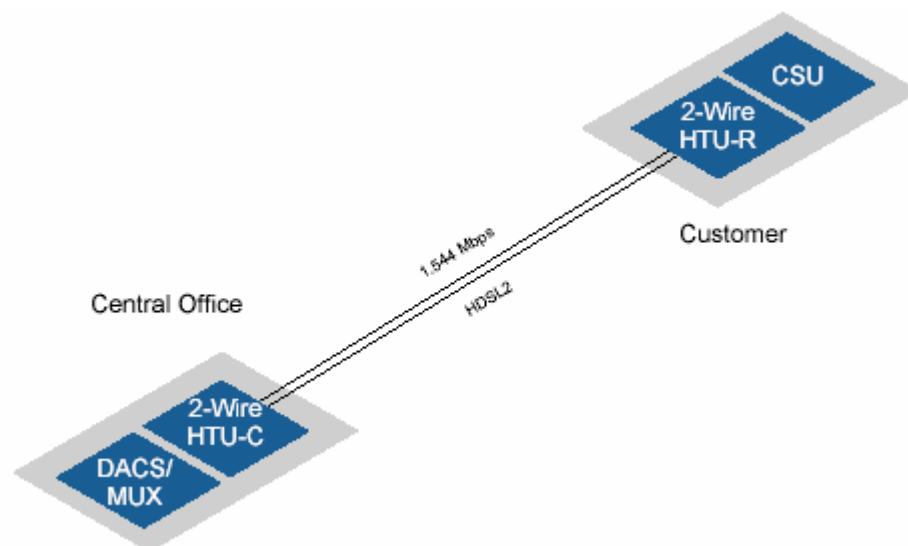 CSU
2-Wire
HTU-R
Customer
1.544 Mbps
HDSL2
Central Office
2-Wire
HTU-C
DACS/
MUX